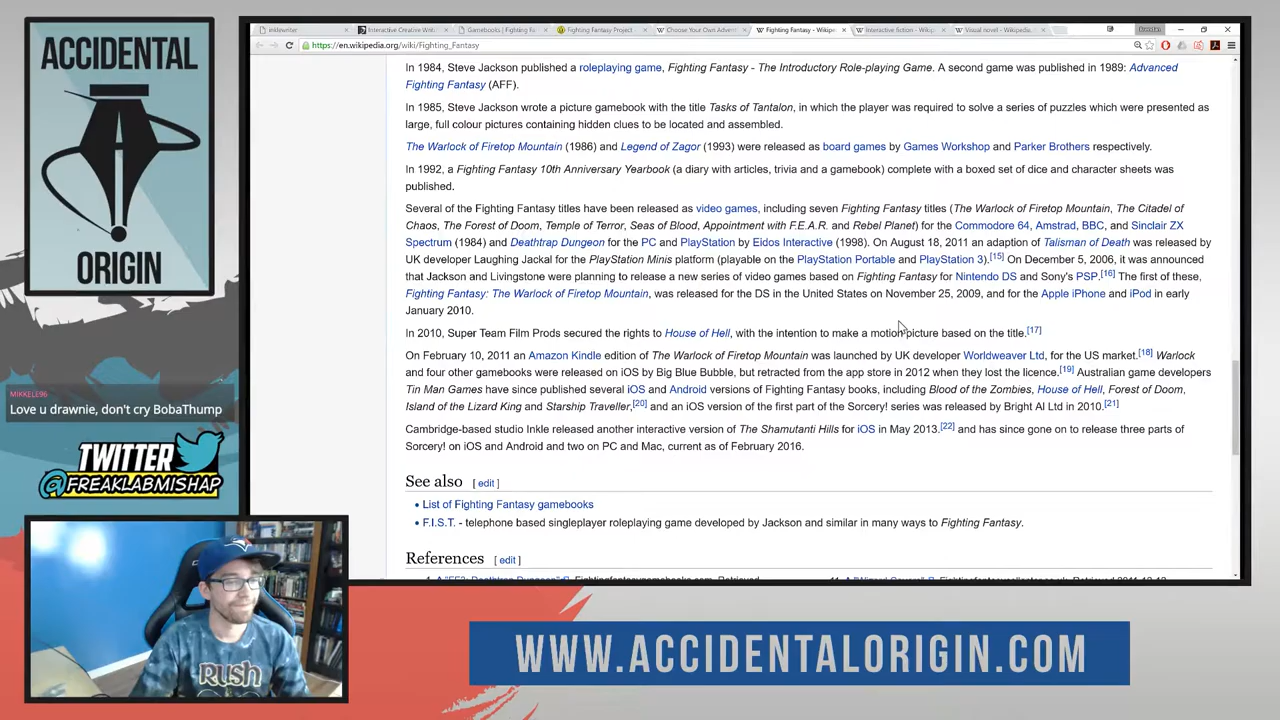 ACCIDENTAL
ORIGIN
MIKKELE96
Love u drawnie, don't cry BobaThump
TWITTER
@FREAKLABMISHAP
RUSH
inklewriter
Interactive Creative Writ
Gamebooks | Fighting Fa
Fighting Fantasy Project
Choose Your Own Advent
Fighting Fantasy - Wikipe
Interactive fiction - Wikip
Visual novel - Wikipedia,
https://en.wikipedia.org/wiki/Fighting_Fantasy
In 1984, Steve Jackson published a roleplaying game, Fighting Fantasy - The Introductory Role-playing Game. A second game was published in 1989: Advanced
Fighting Fantasy (AFF).
In 1985, Steve Jackson wrote a picture gamebook with the title Tasks of Tantalon, in which the player was required to solve a series of puzzles which were presented as
large, full colour pictures containing hidden clues to be located and assembled.
The Warlock of Firetop Mountain (1986) and Legend of Zagor (1993) were released as board games by Games Workshop and Parker Brothers respectively.
In 1992, a Fighting Fantasy 10th Anniversary Yearbook (a diary with articles, trivia and a gamebook) complete with a boxed set of dice and character sheets was
published.
Several of the Fighting Fantasy titles have been released as video games, including seven Fighting Fantasy titles (The Warlock of Firetop Mountain, The Citadel of
Chaos, The Forest of Doom, Temple of Terror, Seas of Blood, Appointment with F.E.A.R. and Rebel Planet) for the Commodore 64, Amstrad, BBC, and Sinclair ZX
Spectrum (1984) and Deathtrap Dungeon for the PC and PlayStation by Eidos Interactive (1998). On August 18, 2011 an adaption of Talisman of Death was released by
UK developer Laughing Jackal for the PlayStation Minis platform (playable on the PlayStation Portable and PlayStation 3).[15] On December 5, 2006, it was announced
that Jackson and Livingstone were planning to release a new series of video games based on Fighting Fantasy for Nintendo DS and Sony's PSP.[16] The first of these,
Fighting Fantasy: The Warlock of Firetop Mountain, was released for the DS in the United States on November 25, 2009, and for the Apple iPhone and iPod in early
January 2010.
In 2010, Super Team Film Prods secured the rights to House of Hell, with the intention to make a motion picture based on the title.[17]
On February 10, 2011 an Amazon Kindle edition of The Warlock of Firetop Mountain was launched by UK developer Worldweaver Ltd, for the US market.[18] Warlock
and four other gamebooks were released on iOS by Big Blue Bubble, but retracted from the app store in 2012 when they lost the licence.[19] Australian game developers
Tin Man Games have since published several iOS and Android versions of Fighting Fantasy books, including Blood of the Zombies, House of Hell, Forest of Doom,
Island of the Lizard King and Starship Traveller,[20] and an iOS version of the first part of the Sorcery! series was released by Bright AI Ltd in 2010.[21]
Cambridge-based studio Inkle released another interactive version of The Shamutanti Hills for iOS in May 2013.[22] and has since gone on to release three parts of
Sorcery! on iOS and Android and two on PC and Mac, current as of February 2016.
See also [ edit ]
• List of Fighting Fantasy gamebooks
• F.I.S.T. - telephone based singleplayer roleplaying game developed by Jackson and similar in many ways to Fighting Fantasy.
References [ edit ]
WWW.ACCIDENTALORIGIN.COM